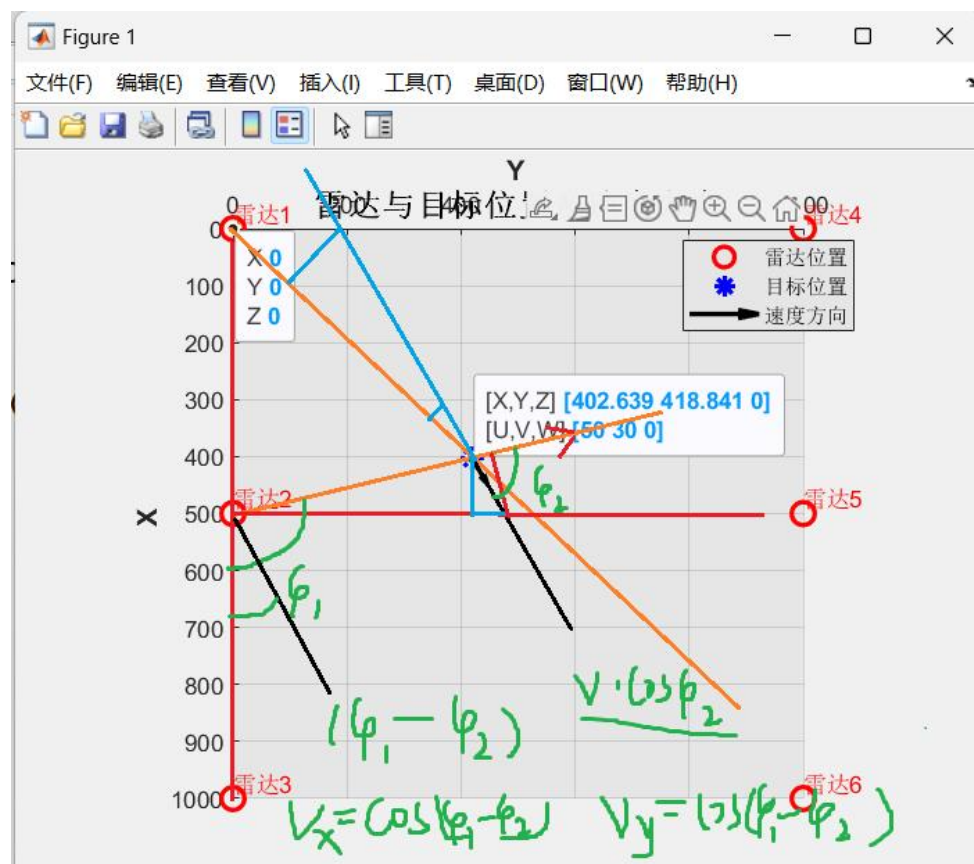 Figure 1
文件(F) 编辑(E) 查看(V) 插入(I) 工具(T) 桌面(D) 窗口(W) 帮助(H)
Y
雷达与目标位
0
雷达1
雷达4
0
X 0
Y 0
Z 0
雷达位置
目标位置
速度方向
100
200
300
[X,Y,Z] [402.639 418.841 0]
[U,V,W] [50 30 0]
400
φ₂
雷达2
雷达5
X
500
600
φ₁
700
800
V·cosφ₂
(φ₁-φ₂)
900
雷达3
雷达6
1000
Vx=cos(φ₁-φ₂) Vy=cos(φ₁-φ₂)